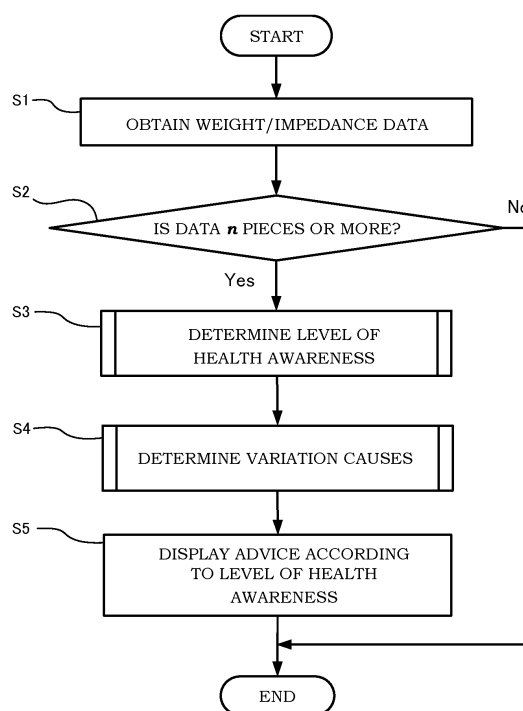 START
S1
OBTAIN WEIGHT/IMPEDANCE DATA
S2
IS DATA n PIECES OR MORE?
No
Yes
S3
DETERMINE LEVEL OF
HEALTH AWARENESS
S4
DETERMINE VARIATION CAUSES
S5
DISPLAY ADVICE ACCORDING
TO LEVEL OF HEALTH
AWARENESS
END